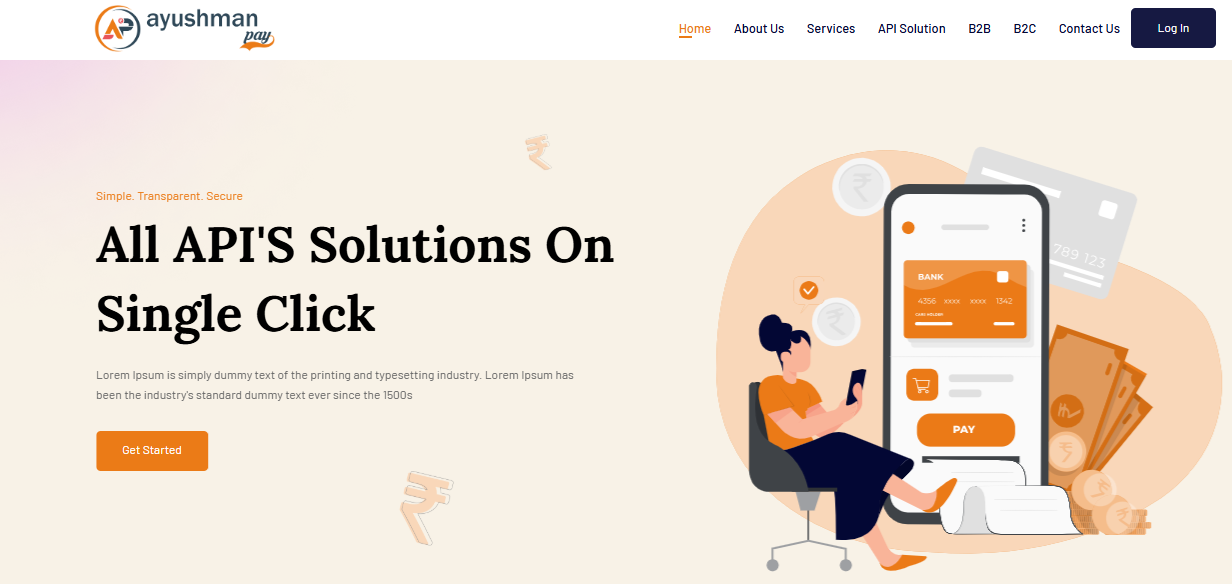 AP ayushman
pay
Home About Us Services API Solution B2B B2C Contact Us Log In
Simple. Transparent. Secure
All API'S Solutions On
Single Click
Lorem Ipsum is simply dummy text of the printing and typesetting industry. Lorem Ipsum has
been the industry's standard dummy text ever since the 1500s
Get Started
₹
₹
₹
₹
789 123
BANK
4356 xxxx xxxx 1342
CARD HOLDER
PAY
₹
₹
₹
₹